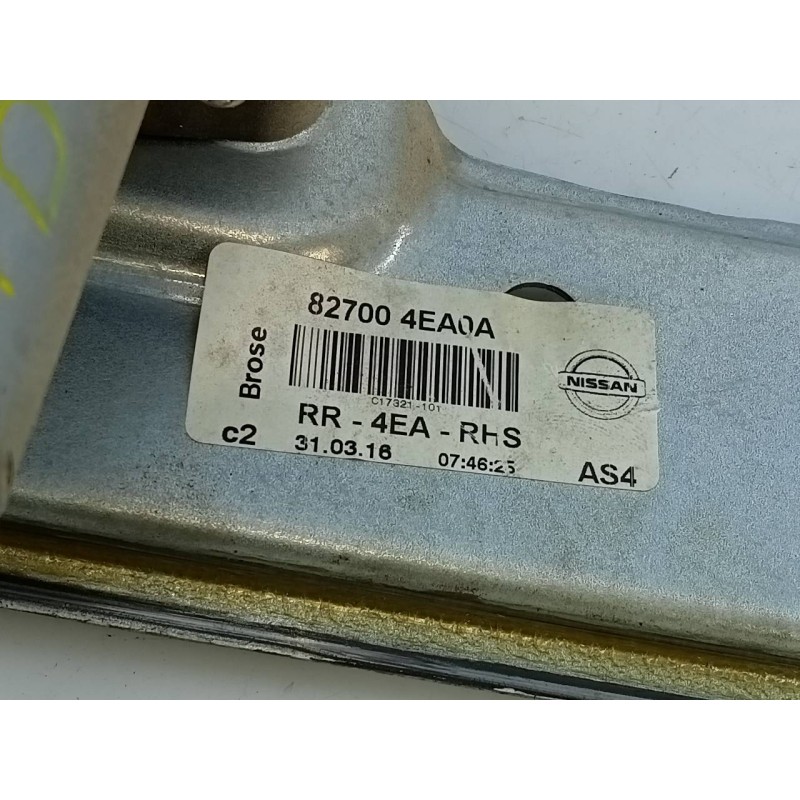 82700 4EA0A
Brose
NISSAN
C17321-101
RR - 4EA - RHS
c2 31.03.16 07:46:25 AS4